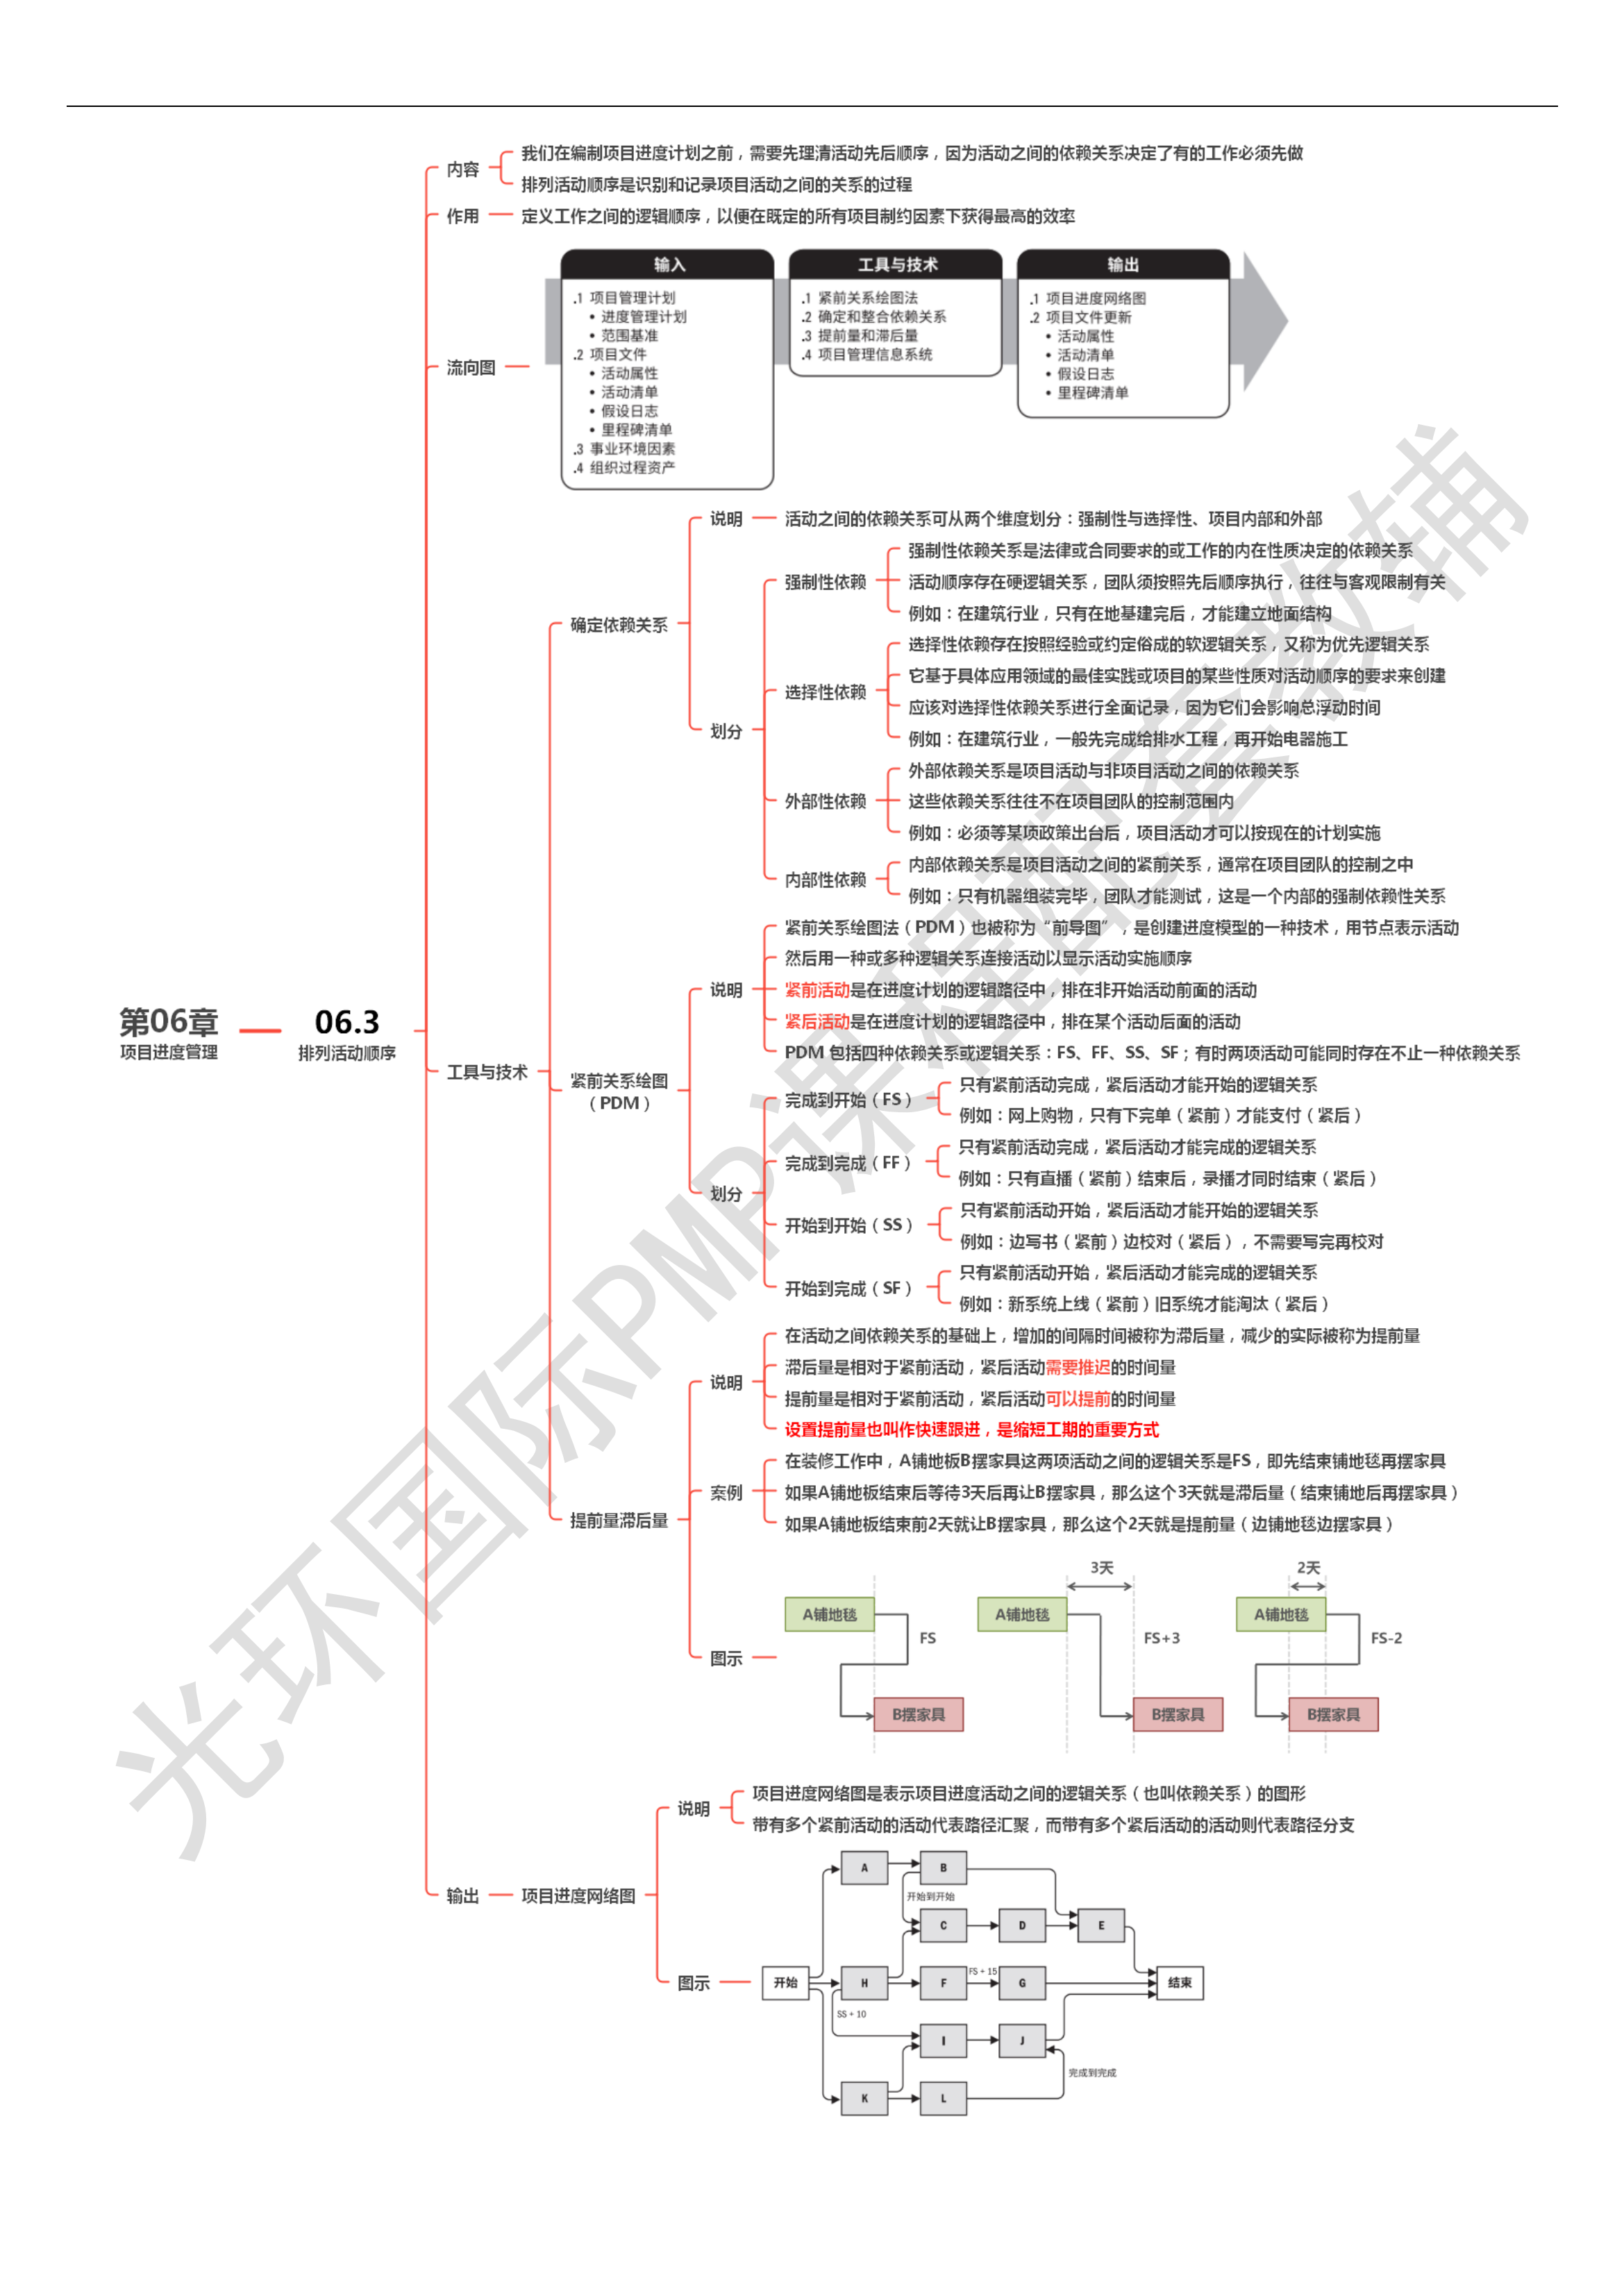 第06章
项目进度管理
06.3
排列活动顺序
内容
我们在编制项目进度计划之前，需要先理清活动先后顺序，因为活动之间的依赖关系决定了有的工作必须先做
排列活动顺序是识别和记录项目活动之间的关系的过程
作用
定义工作之间的逻辑顺序，以便在既定的所有项目制约因素下获得最高的效率
流向图
输入
.1 项目管理计划
• 进度管理计划
• 范围基准
.2 项目文件
• 活动属性
• 活动清单
• 假设日志
• 里程碑清单
.3 事业环境因素
.4 组织过程资产
工具与技术
.1 紧前关系绘图法
.2 确定和整合依赖关系
.3 提前量和滞后量
.4 项目管理信息系统
输出
.1 项目进度网络图
.2 项目文件更新
• 活动属性
• 活动清单
• 假设日志
• 里程碑清单
工具与技术
确定依赖关系
说明
活动之间的依赖关系可从两个维度划分：强制性与选择性、项目内部和外部
划分
强制性依赖
强制性依赖关系是法律或合同要求的或工作的内在性质决定的依赖关系
活动顺序存在硬逻辑关系，团队须按照先后顺序执行，往往与客观限制有关
例如：在建筑行业，只有在地基建完后，才能建立地面结构
选择性依赖
选择性依赖存在按照经验或约定俗成的软逻辑关系，又称为优先逻辑关系
它基于具体应用领域的最佳实践或项目的某些性质对活动顺序的要求来创建
应该对选择性依赖关系进行全面记录，因为它们会影响总浮动时间
例如：在建筑行业，一般先完成给排水工程，再开始电器施工
外部性依赖
外部依赖关系是项目活动与非项目活动之间的依赖关系
这些依赖关系往往不在项目团队的控制范围内
例如：必须等某项政策出台后，项目活动才可以按现在的计划实施
内部性依赖
内部依赖关系是项目活动之间的紧前关系，通常在项目团队的控制之中
例如：只有机器组装完毕，团队才能测试，这是一个内部的强制依赖性关系
紧前关系绘图
（PDM）
说明
紧前关系绘图法（PDM）也被称为“前导图”，是创建进度模型的一种技术，用节点表示活动
然后用一种或多种逻辑关系连接活动以显示活动实施顺序
紧前活动是在进度计划的逻辑路径中，排在非开始活动前面的活动
紧后活动是在进度计划的逻辑路径中，排在某个活动后面的活动
PDM 包括四种依赖关系或逻辑关系：FS、FF、SS、SF；有时两项活动可能同时存在不止一种依赖关系
划分
完成到开始（FS）
只有紧前活动完成，紧后活动才能开始的逻辑关系
例如：网上购物，只有下完单（紧前）才能支付（紧后）
完成到完成（FF）
只有紧前活动完成，紧后活动才能完成的逻辑关系
例如：只有直播（紧前）结束后，录播才同时结束（紧后）
开始到开始（SS）
只有紧前活动开始，紧后活动才能开始的逻辑关系
例如：边写书（紧前）边校对（紧后），不需要写完再校对
开始到完成（SF）
只有紧前活动开始，紧后活动才能完成的逻辑关系
例如：新系统上线（紧前）旧系统才能淘汰（紧后）
提前量滞后量
说明
在活动之间依赖关系的基础上，增加的间隔时间被称为滞后量，减少的实际被称为提前量
滞后量是相对于紧前活动，紧后活动需要推迟的时间量
提前量是相对于紧前活动，紧后活动可以提前的时间量
设置提前量也叫作快速跟进，是缩短工期的重要方式
案例
在装修工作中，A铺地板B摆家具这两项活动之间的逻辑关系是FS，即先结束铺地毯再摆家具
如果A铺地板结束后等待3天后再让B摆家具，那么这个3天就是滞后量（结束铺地后再摆家具）
如果A铺地板结束前2天就让B摆家具，那么这个2天就是提前量（边铺地毯边摆家具）
图示
A铺地毯
FS
B摆家具
3天
A铺地毯
FS+3
B摆家具
2天
A铺地毯
FS-2
B摆家具
输出
项目进度网络图
说明
项目进度网络图是表示项目进度活动之间的逻辑关系（也叫依赖关系）的图形
带有多个紧前活动的活动代表路径汇聚，而带有多个紧后活动的活动则代表路径分支
图示
A
B
开始到开始
C
D
E
开始
H
F
FS + 15
G
结束
SS + 10
I
J
完成到完成
K
L
光环国际PMP课程配套教辅